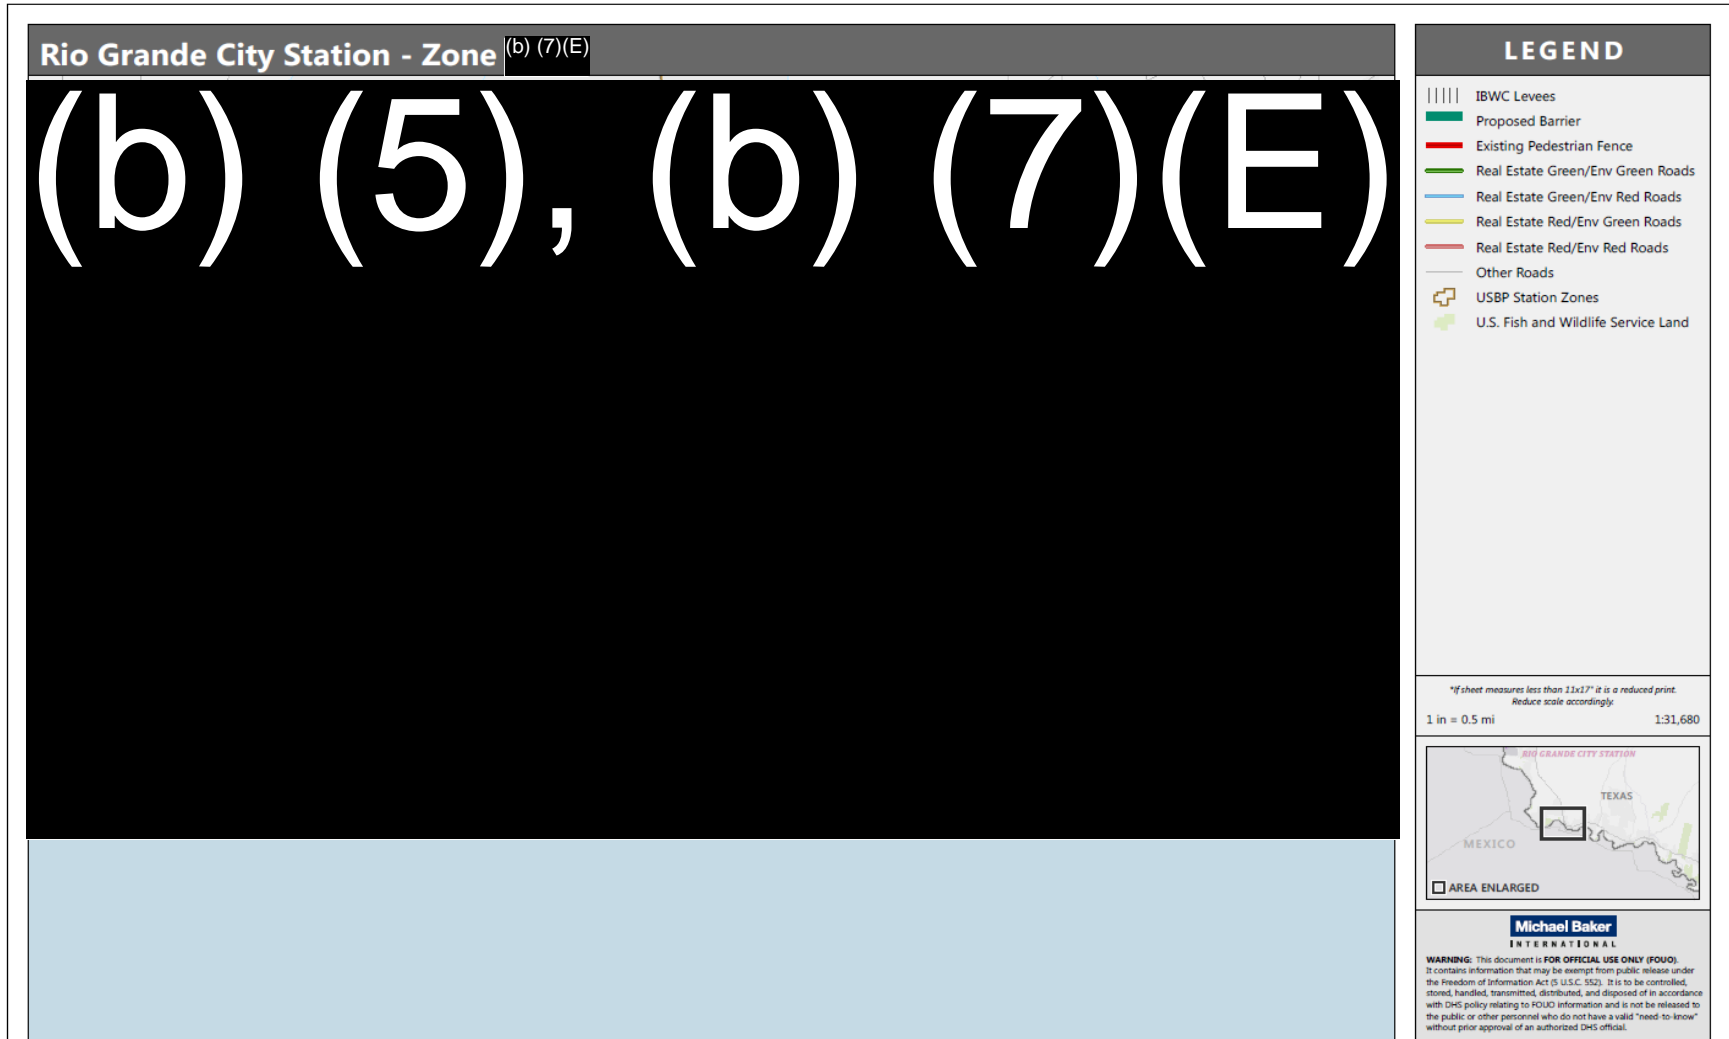 Rio Grande City Station - Zone (b) (7)(E)
(b) (5), (b) (7)(E)
LEGEND
IBWC Levees
Proposed Barrier
Existing Pedestrian Fence
Real Estate Green/Env Green Roads
Real Estate Green/Env Red Roads
Real Estate Red/Env Green Roads
Real Estate Red/Env Red Roads
Other Roads
USBP Station Zones
U.S. Fish and Wildlife Service Land
*If sheet measures less than 11x17" it is a reduced print.
Reduce scale accordingly.
1 in = 0.5 mi 1:31,680
RIO GRANDE CITY STATION
TEXAS
MEXICO
AREA ENLARGED
Michael Baker
INTERNATIONAL
WARNING: This document is FOR OFFICIAL USE ONLY (FOUO).
It contains information that may be exempt from public release under
the Freedom of Information Act (5 U.S.C. 552). It is to be controlled,
stored, handled, transmitted, distributed, and disposed of in accordance
with DHS policy relating to FOUO information and is not be released to
the public or other personnel who do not have a valid "need-to-know"
without prior approval of an authorized DHS official.